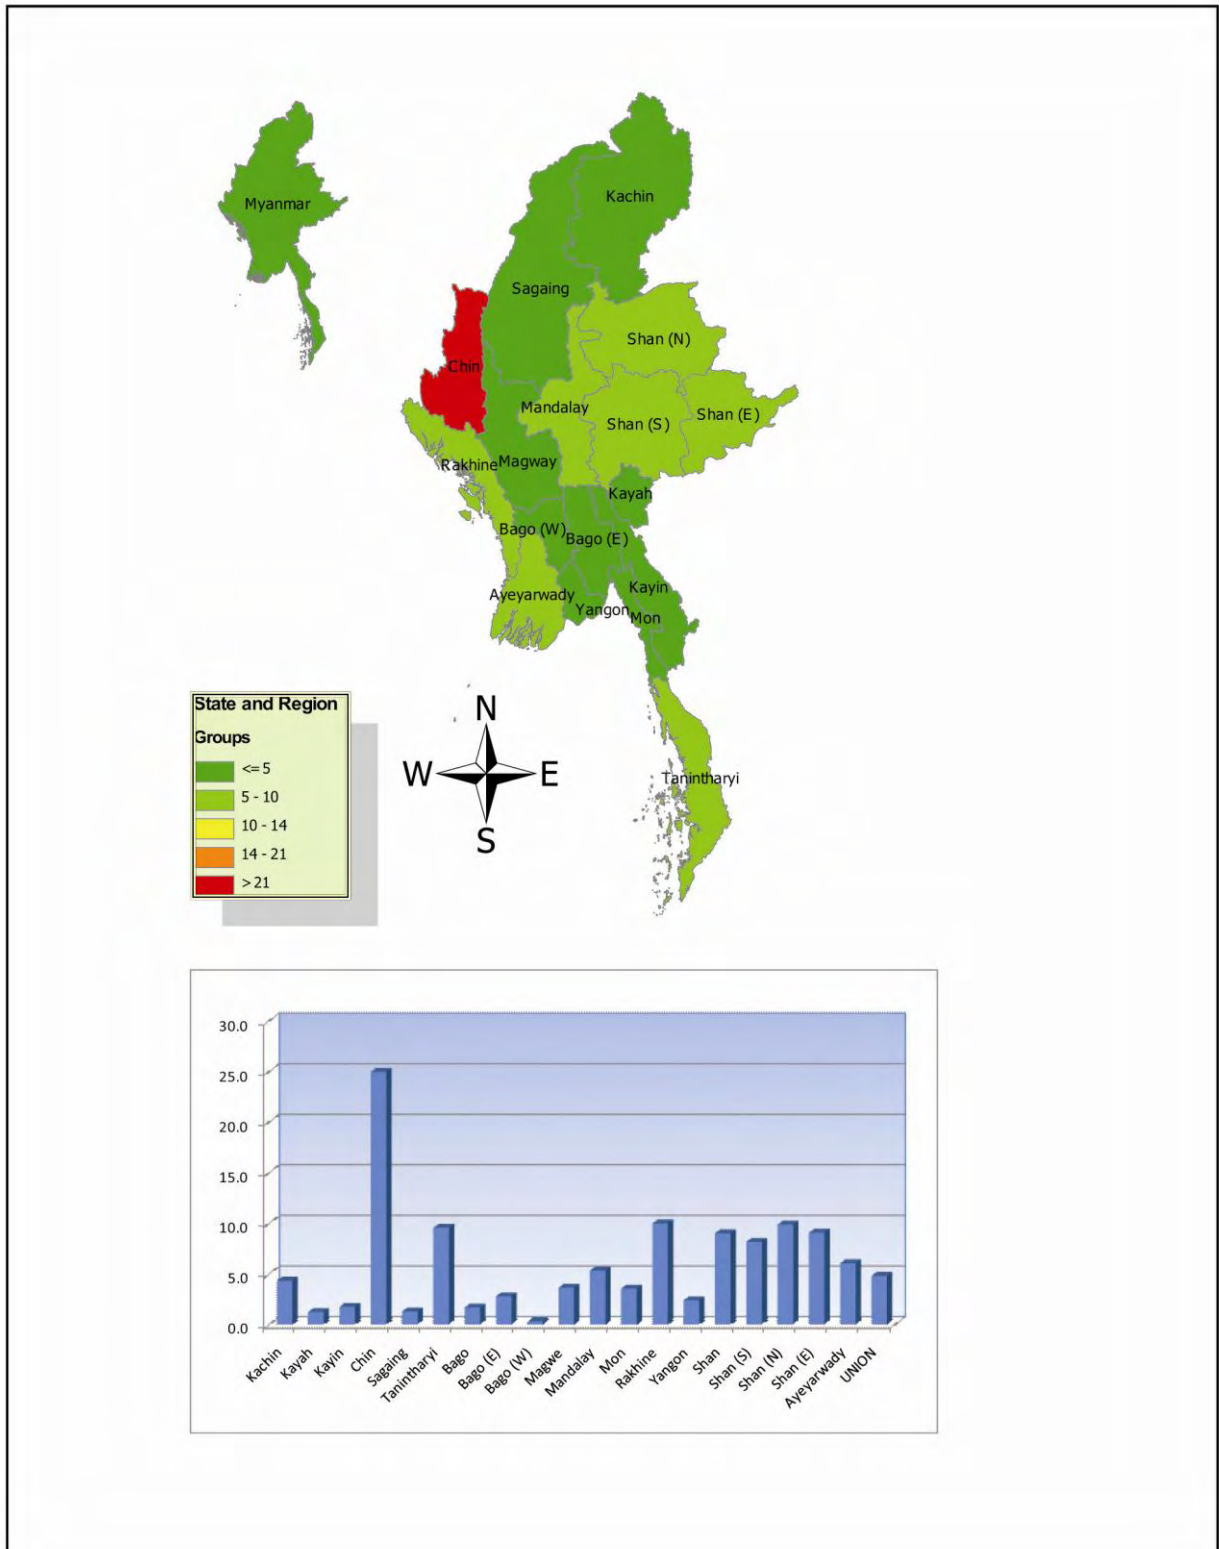 Myanmar
Kachin
Sagaing
Shan (N)
Chin
Mandalay
Shan (S)
Shan (E)
Rakhine
Magway
Kayah
Bago (W)
Bago (E)
Kayin
Ayeyarwady
Yangon
Mon
Tanintharyi
State and Region
Groups
<= 5
5 - 10
10 - 14
14 - 21
> 21
N
W
E
S
30.0
25.0
20.0
15.0
10.0
5.0
0.0
Kachin
Kayah
Kayin
Chin
Sagaing
Tanintharyi
Bago
Bago (E)
Bago (W)
Magwe
Mandalay
Mon
Rakhine
Yangon
Shan
Shan (S)
Shan (N)
Shan (E)
Ayeyarwady
UNION